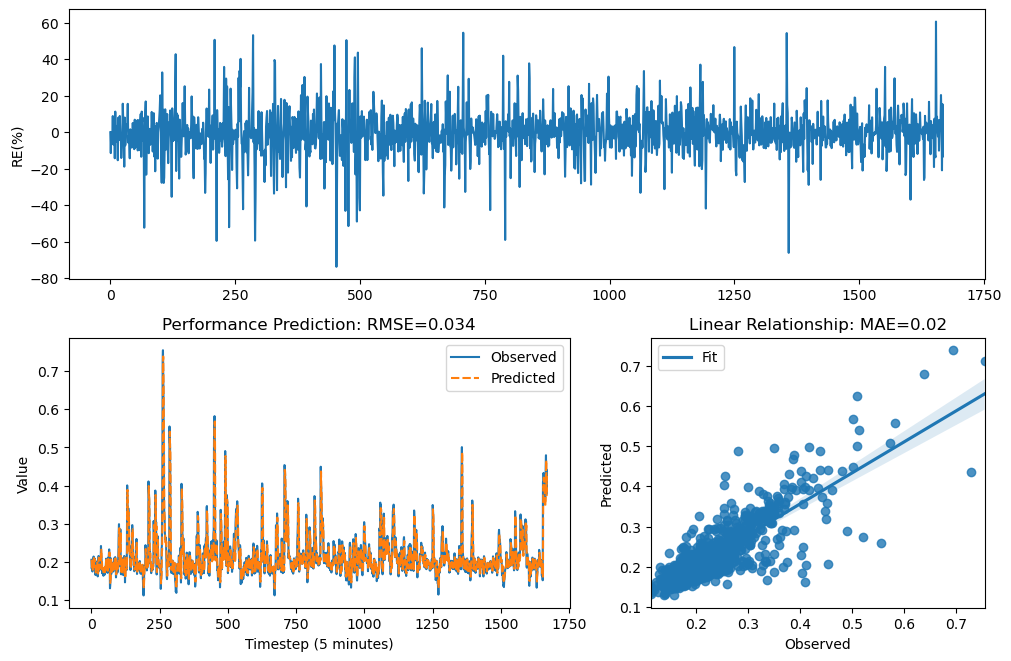 RE(%)
60
40
20
0
−20
−40
−60
−80
0 250 500 750 1000 1250 1500 1750
Performance Prediction: RMSE=0.034
Value
0.7
0.6
0.5
0.4
0.3
0.2
0.1
Observed
Predicted
0 250 500 750 1000 1250 1500 1750
Timestep (5 minutes)
Linear Relationship: MAE=0.02
Predicted
0.7
0.6
0.5
0.4
0.3
0.2
0.1
Fit
0.2 0.3 0.4 0.5 0.6 0.7
Observed